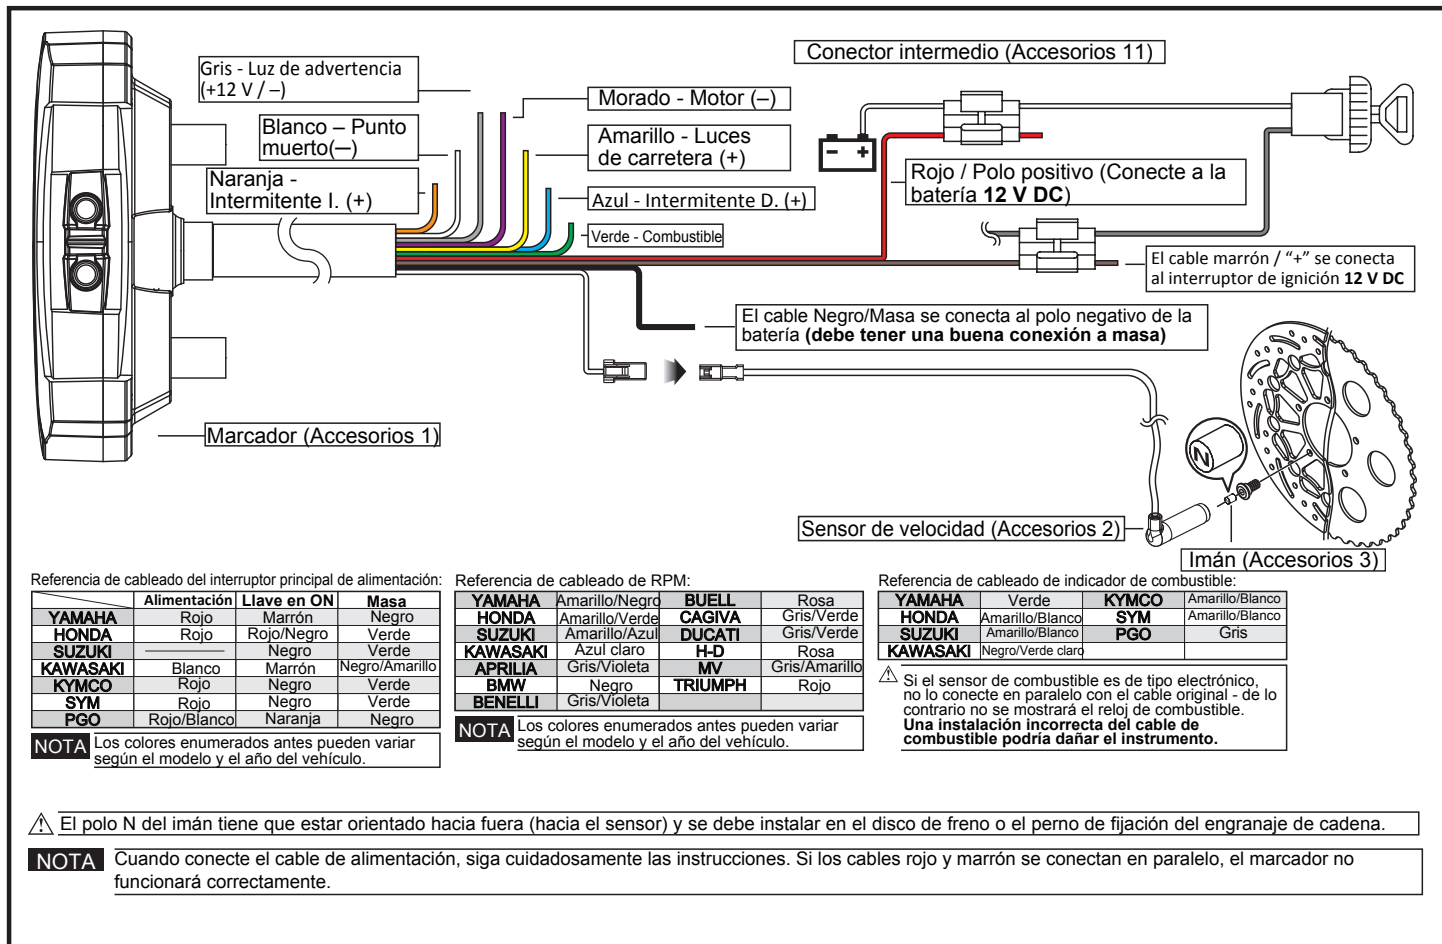 Conector intermedio (Accesorios 11)
Gris - Luz de advertencia
(+12 V / –)
Morado - Motor (–)
Blanco – Punto
muerto(—)
Amarillo - Luces
de carretera (+)
Naranja -
Intermitente I. (+)
Rojo / Polo positivo (Conecte a la
batería 12 V DC)
Azul - Intermitente D. (+)
Verde - Combustible
El cable marrón / “+” se conecta
al interruptor de ignición 12 V DC
El cable Negro/Masa se conecta al polo negativo de la
batería (debe tener una buena conexión a masa)
Marcador (Accesorios 1)
N
Sensor de velocidad (Accesorios 2)
Imán (Accesorios 3)
Referencia de cableado del interruptor principal de alimentación:
Alimentación Llave en ON Masa
YAMAHA Rojo Marrón Negro
HONDA Rojo Rojo/Negro Verde
SUZUKI ——— Negro Verde
KAWASAKI Blanco Marrón Negro/Amarillo
KYMCO Rojo Negro Verde
SYM Rojo Negro Verde
PGO Rojo/Blanco Naranja Negro
NOTA Los colores enumerados antes pueden variar
según el modelo y el año del vehículo.
Referencia de cableado de RPM:
YAMAHA Amarillo/Negro BUELL Rosa
HONDA Amarillo/Verde CAGIVA Gris/Verde
SUZUKI Amarillo/Azul DUCATI Gris/Verde
KAWASAKI Azul claro H-D Rosa
APRILIA Gris/Violeta MV Gris/Amarillo
BMW Negro TRIUMPH Rojo
BENELLI Gris/Violeta
NOTA Los colores enumerados antes pueden variar
según el modelo y el año del vehículo.
Referencia de cableado de indicador de combustible:
YAMAHA Verde KYMCO Amarillo/Blanco
HONDA Amarillo/Blanco SYM Amarillo/Blanco
SUZUKI Amarillo/Blanco PGO Gris
KAWASAKI Negro/Verde claro
Si el sensor de combustible es de tipo electrónico,
no lo conecte en paralelo con el cable original - de lo
contrario no se mostrará el reloj de combustible.
Una instalación incorrecta del cable de
combustible podría dañar el instrumento.
El polo N del imán tiene que estar orientado hacia fuera (hacia el sensor) y se debe instalar en el disco de freno o el perno de fijación del engranaje de cadena.
NOTA Cuando conecte el cable de alimentación, siga cuidadosamente las instrucciones. Si los cables rojo y marrón se conectan en paralelo, el marcador no
funcionará correctamente.